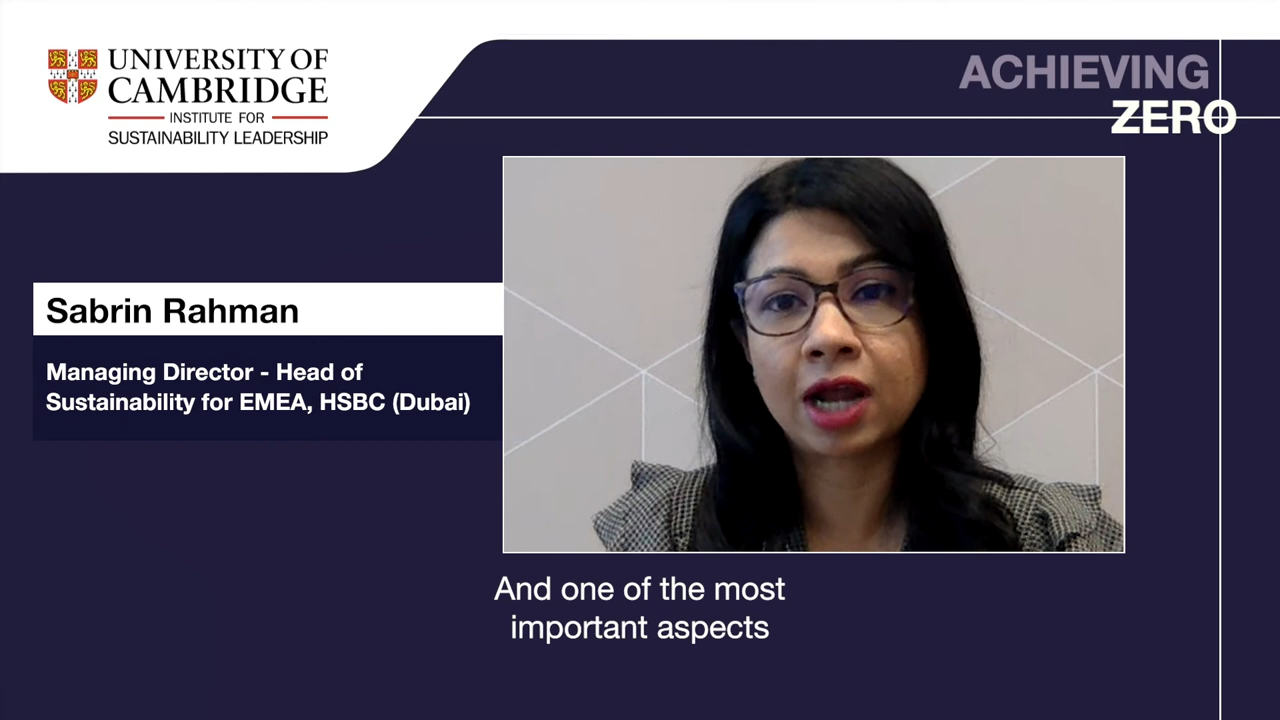 UNIVERSITY OF
CAMBRIDGE
INSTITUTE FOR
SUSTAINABILITY LEADERSHIP
ACHIEVING
ZERO
Sabrin Rahman
Managing Director - Head of
Sustainability for EMEA, HSBC (Dubai)
And one of the most
important aspects